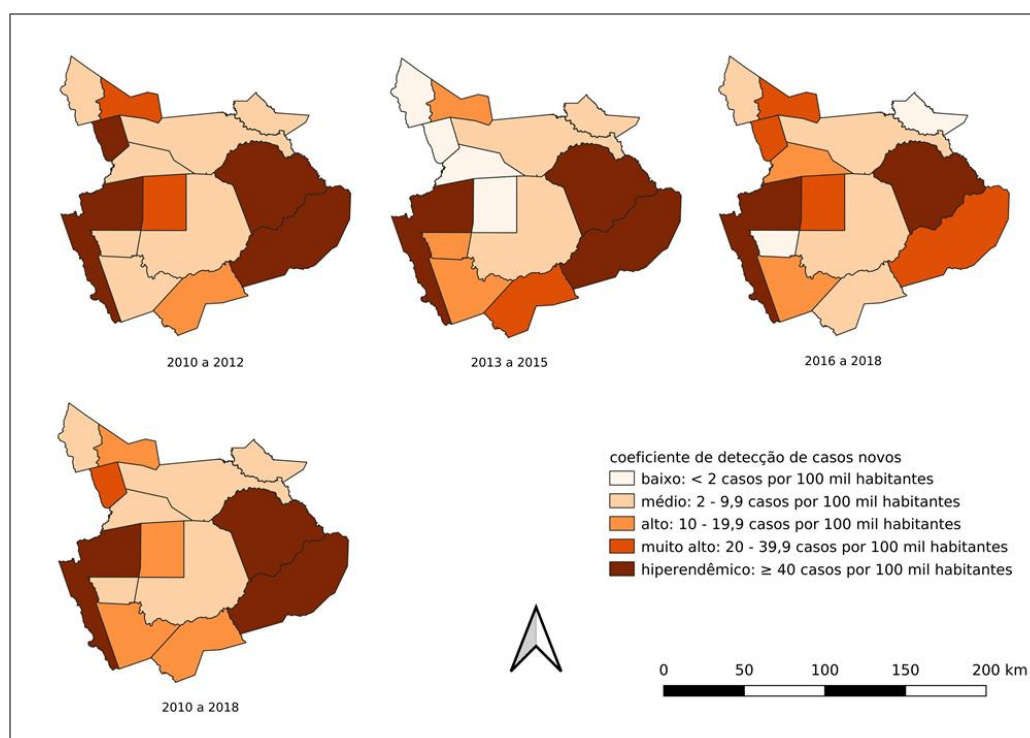 2010 a 2012
2013 a 2015
2016 a 2018
2010 a 2018
coeficiente de detecção de casos novos
baixo: < 2 casos por 100 mil habitantes
médio: 2 - 9,9 casos por 100 mil habitantes
alto: 10 - 19,9 casos por 100 mil habitantes
muito alto: 20 - 39,9 casos por 100 mil habitantes
hiperendêmico: ≥ 40 casos por 100 mil habitantes
0 50 100 150 200 km